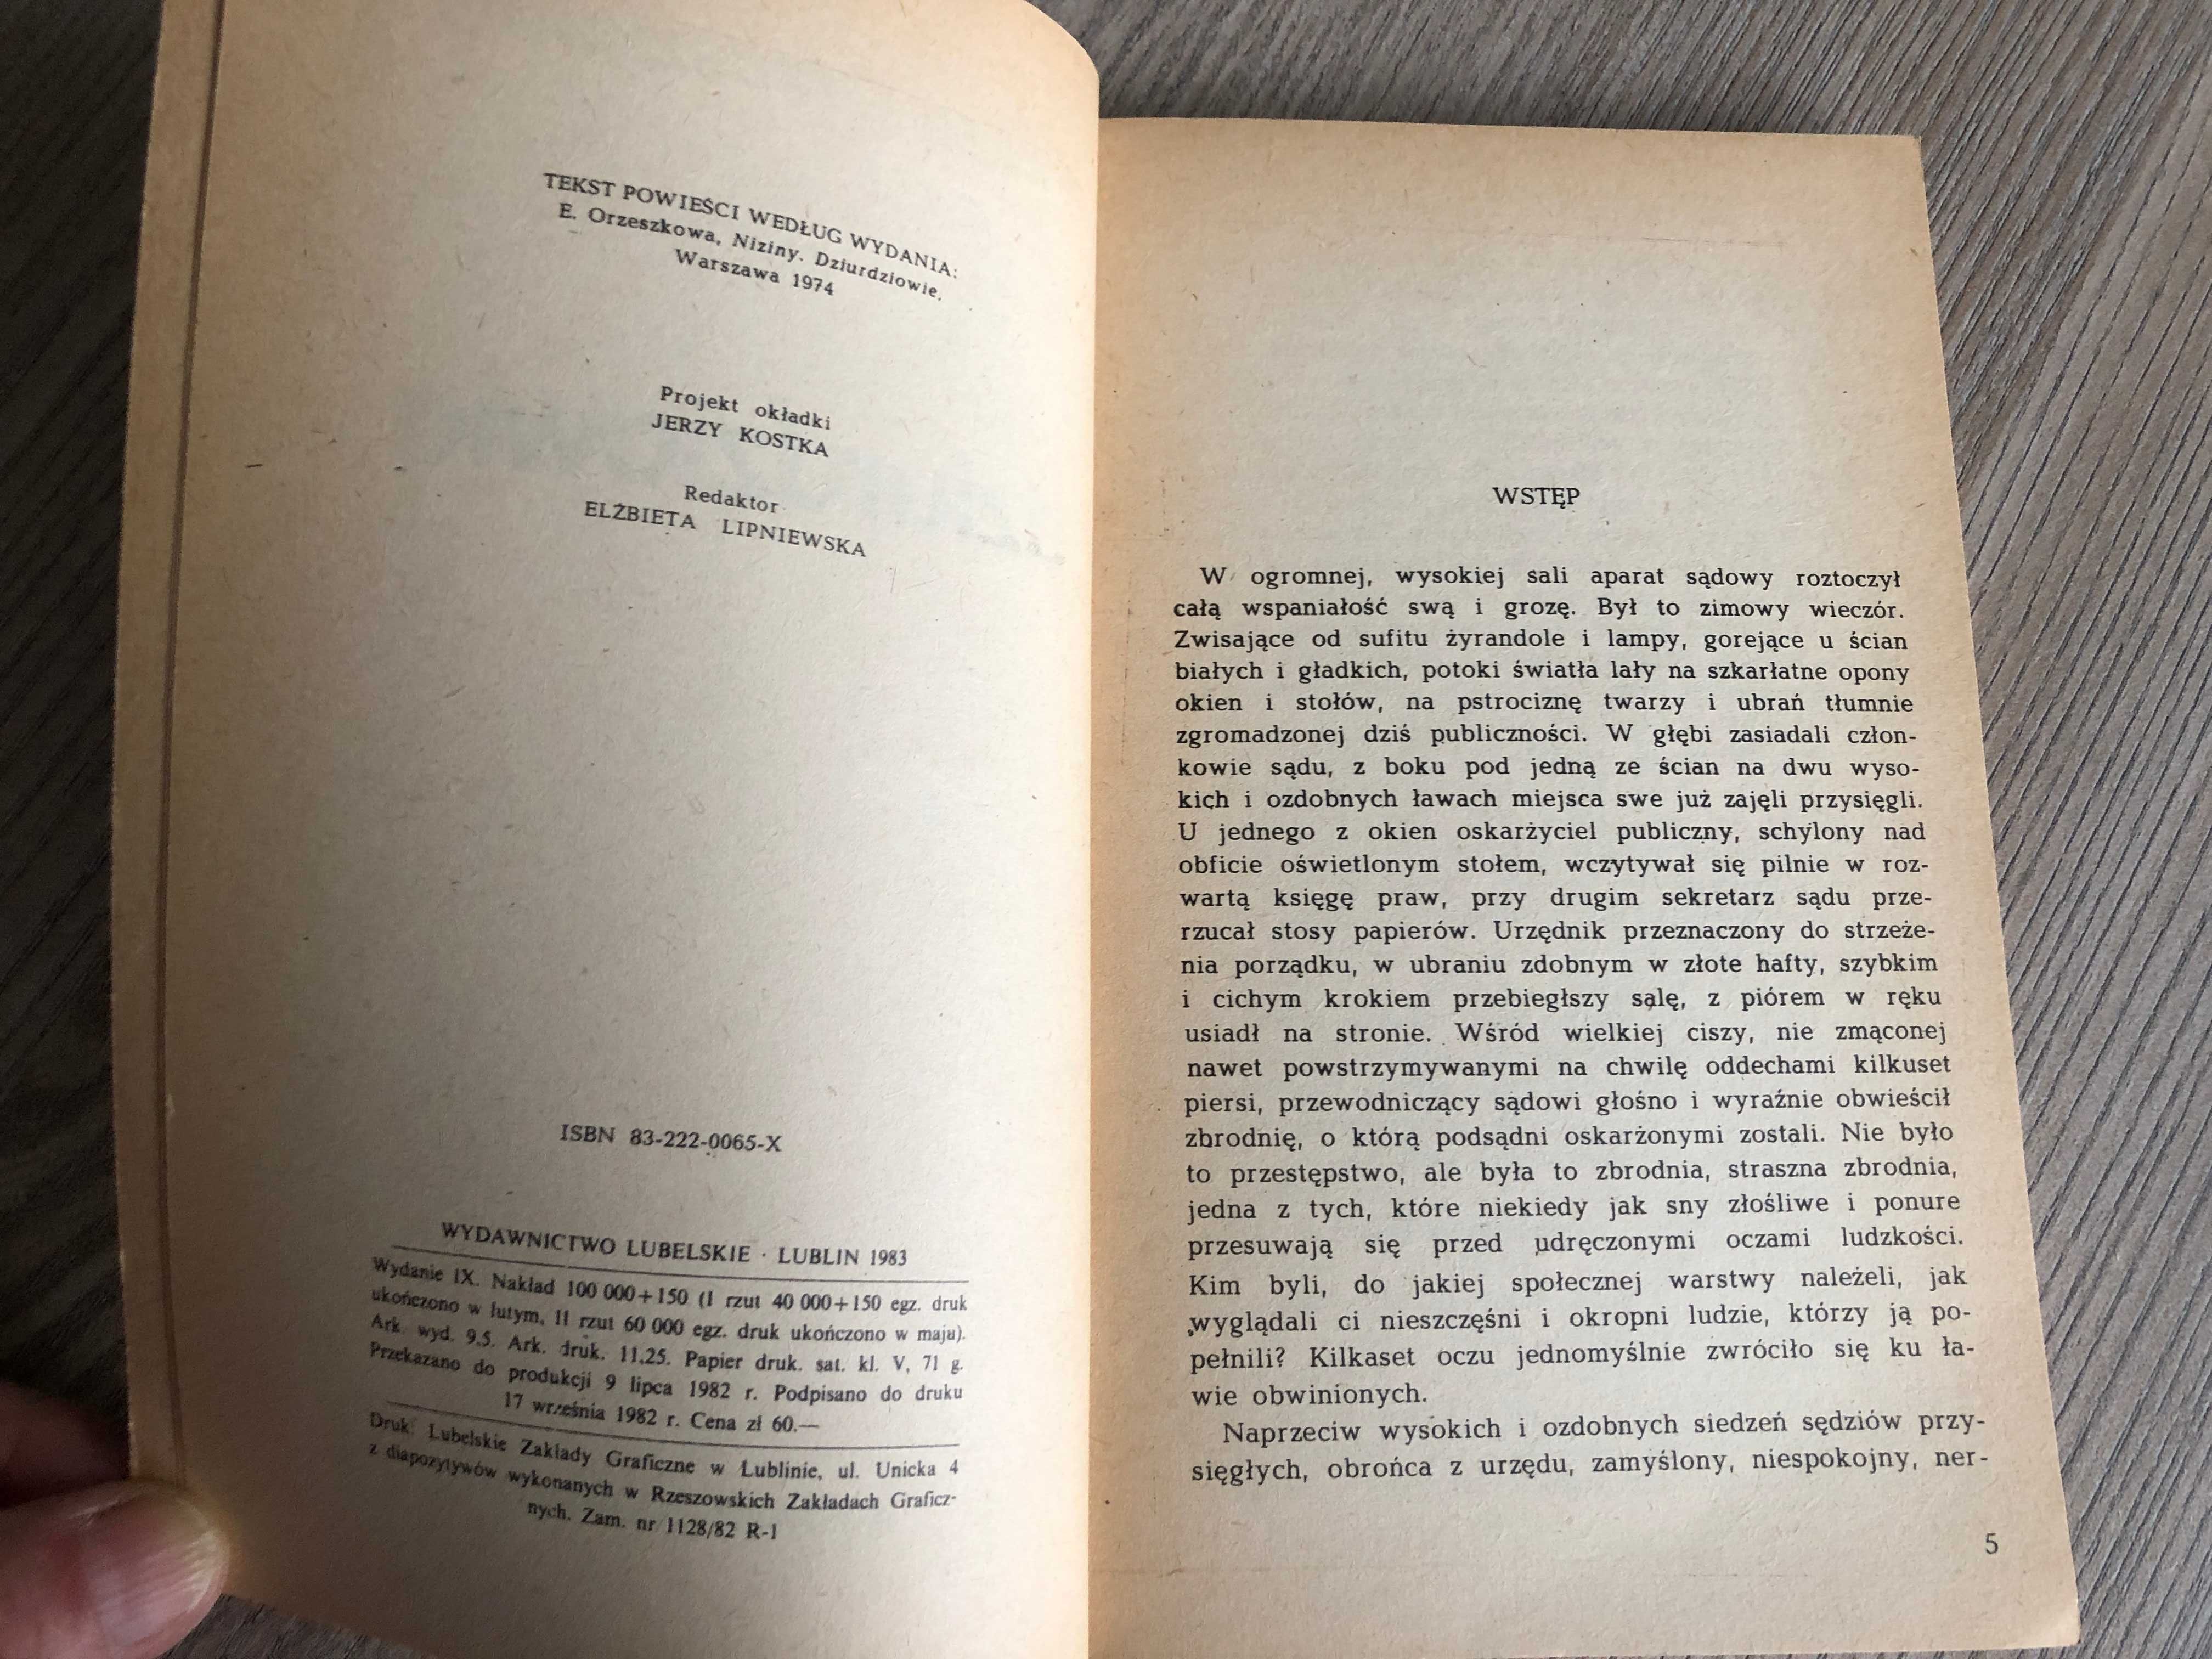 TEKST POWIEŚCI WEDŁUG WYDANIA:
E. Orzeszkowa, Niziny. Dziurdziowie,
Warszawa 1974
Projekt okładki
JERZY KOSTKA
Redaktor
ELŻBIETA LIPNIEWSKA
ISBN 83-222-0065-X
WYDAWNICTWO LUBELSKIE · LUBLIN 1983
Wydanie IX. Nakład 100 000+150 (I rzut 40 000+150 egz. druk
ukończono w lutym, II rzut 60 000 egz. druk ukończono w maju).
Ark. wyd. 9,5. Ark. druk. 11,25. Papier druk. sat. kl. V, 71 g.
Przekazano do produkcji 9 lipca 1982 r. Podpisano do druku
17 września 1982 r. Cena zł 60.—
Druk: Lubelskie Zakłady Graficzne w Lublinie, ul. Unicka 4
z diapozytywów wykonanych w Rzeszowskich Zakładach Graficz-
nych. Zam. nr 1128/82 R-1
WSTĘP
W ogromnej, wysokiej sali aparat sądowy roztoczył
całą wspaniałość swą i grozę. Był to zimowy wieczór.
Zwisające od sufitu żyrandole i lampy, gorejące u ścian
białych i gładkich, potoki światła lały na szkarłatne opony
okien i stołów, na pstrociznę twarzy i ubrań tłumnie
zgromadzonej dziś publiczności. W głębi zasiadali człon-
kowie sądu, z boku pod jedną ze ścian na dwu wyso-
kich i ozdobnych ławach miejsca swe już zajęli przysięgli.
U jednego z okien oskarżyciel publiczny, schylony nad
obficie oświetlonym stołem, wczytywał się pilnie w roz-
wartą księgę praw, przy drugim sekretarz sądu prze-
rzucał stosy papierów. Urzędnik przeznaczony do strzeże-
nia porządku, w ubraniu zdobnym w złote hafty, szybkim
i cichym krokiem przebiegłszy salę, z piórem w ręku
usiadł na stronie. Wśród wielkiej ciszy, nie zmąconej
nawet powstrzymywanymi na chwilę oddechami kilkuset
piersi, przewodniczący sądowi głośno i wyraźnie obwieścił
zbrodnię, o którą podsądni oskarżonymi zostali. Nie było
to przestępstwo, ale była to zbrodnia, straszna zbrodnia,
jedna z tych, które niekiedy jak sny złośliwe i ponure
przesuwają się przed udręczonymi oczami ludzkości.
Kim byli, do jakiej społecznej warstwy należeli, jak
wyglądali ci nieszczęśni i okropni ludzie, którzy ją po-
pełnili? Kilkaset oczu jednomyślnie zwróciło się ku ła-
wie obwinionych.
Naprzeciw wysokich i ozdobnych siedzeń sędziów przy-
sięgłych, obrońca z urzędu, zamyślony, niespokojny, ner-
5